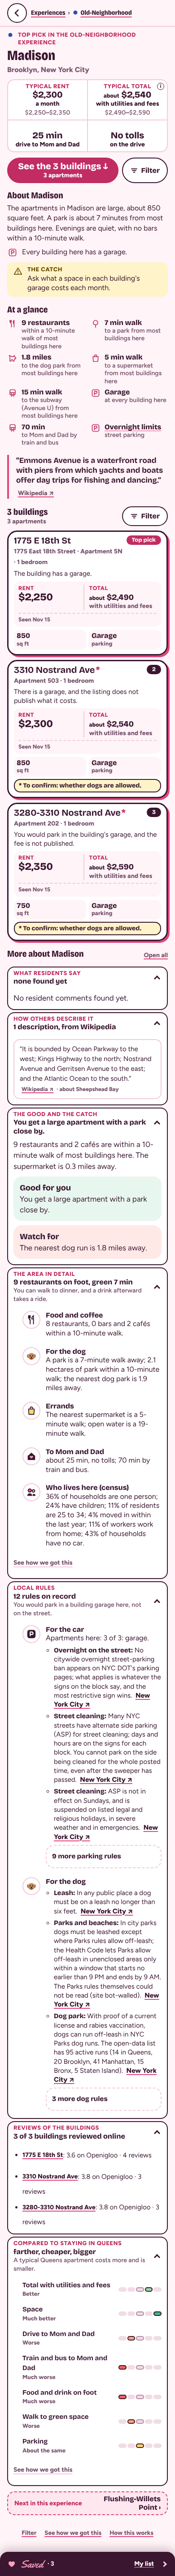 Experiences › Old-Neighborhood
TOP PICK IN THE OLD-NEIGHBORHOOD
EXPERIENCE
Madison
Brooklyn, New York City
TYPICAL RENT
$2,300
a month
$2,250–$2,350
TYPICAL TOTAL
about $2,540
with utilities and fees
$2,490–$2,590
25 min
drive to Mom and Dad
No tolls
on the drive
See the 3 buildings ↓
3 apartments
Filter
About Madison
The apartments in Madison are large, about 850
square feet. A park is about 7 minutes from most
buildings here. Evenings are quiet, with no bars
within a 10-minute walk.
Every building here has a garage.
THE CATCH
Ask what a space in each building's
garage costs each month.
At a glance
9 restaurants
within a 10-minute
walk of most
buildings here
7 min walk
to a park from most
buildings here
1.8 miles
to the dog park from
most buildings here
5 min walk
to a supermarket
from most buildings
here
15 min walk
to the subway
(Avenue U) from
most buildings here
Garage
at every building here
70 min
to Mom and Dad by
train and bus
Overnight limits
street parking
"Emmons Avenue is a waterfront road
with piers from which yachts and boats
offer day trips for fishing and dancing."
Wikipedia ↗
3 buildings
3 apartments
Filter
1775 E 18th St
Top pick
1775 East 18th Street · Apartment 5N
· 1 bedroom
The building has a garage.
RENT
$2,250
TOTAL
about $2,490
with utilities and fees
Seen Nov 15
850
sq ft
Garage
parking
3310 Nostrand Ave*
2
Apartment 503 · 1 bedroom
There is a garage, and the listing does not
publish what it costs.
RENT
$2,300
TOTAL
about $2,540
with utilities and fees
Seen Nov 15
850
sq ft
Garage
parking
* To confirm: whether dogs are allowed.
3280-3310 Nostrand Ave*
3
Apartment 202 · 1 bedroom
You would park in the building's garage, and the
fee is not published.
RENT
$2,350
TOTAL
about $2,590
with utilities and fees
Seen Nov 15
750
sq ft
Garage
parking
* To confirm: whether dogs are allowed.
More about Madison
Open all
WHAT RESIDENTS SAY
none found yet
No resident comments found yet.
HOW OTHERS DESCRIBE IT
1 description, from Wikipedia
"It is bounded by Ocean Parkway to the
west; Kings Highway to the north; Nostrand
Avenue and Gerritsen Avenue to the east;
and the Atlantic Ocean to the south."
Wikipedia ↗ · about Sheepshead Bay
THE GOOD AND THE CATCH
You get a large apartment with a park
close by.
9 restaurants and 2 cafés are within a 10-
minute walk of most buildings here. The
supermarket is 0.3 miles away.
Good for you
You get a large apartment with a park
close by.
Watch for
The nearest dog run is 1.8 miles away.
THE AREA IN DETAIL
9 restaurants on foot, green 7 min
You can walk to dinner, and a drink afterward
takes a ride.
Food and coffee
8 restaurants, 0 bars and 2 cafés
within a 10-minute walk.
For the dog
A park is a 7-minute walk away; 2.1
hectares of park within a 10-minute
walk; the nearest dog park is 1.9
miles away.
Errands
The nearest supermarket is a 5-
minute walk; open water is a 19-
minute walk.
To Mom and Dad
about 25 min, no tolls; 70 min by
train and bus.
Who lives here (census)
36% of households are one person;
24% have children; 11% of residents
are 25 to 34; 4% moved in within
the last year; 11% of workers work
from home; 43% of households
have no car.
See how we got this
LOCAL RULES
12 rules on record
You would park in a building garage here, not
on the street.
For the car
Apartments here: 3 of 3: garage.
Overnight on the street: No
citywide overnight street-parking
ban appears on NYC DOT's parking
pages; what applies is whatever the
signs on the block say, and the
most restrictive sign wins. New
York City ↗
Street cleaning: Many NYC
streets have alternate side parking
(ASP) for street cleaning; days and
hours are on the signs for each
block. You cannot park on the side
being cleaned for the whole posted
time, even after the sweeper has
passed. New York City ↗
Street cleaning: ASP is not in
effect on Sundays, and is
suspended on listed legal and
religious holidays, in severe
weather and in emergencies. New
York City ↗
9 more parking rules
For the dog
Leash: In any public place a dog
must be on a leash no longer than
six feet. New York City ↗
Parks and beaches: In city parks
dogs must be leashed except
where Parks rules allow off-leash;
the Health Code lets Parks allow
off-leash in unenclosed areas only
within a window that starts no
earlier than 9 PM and ends by 9 AM.
The Parks rules themselves could
not be read (site bot-walled). New
York City ↗
Dog park: With proof of a current
license and rabies vaccination,
dogs can run off-leash in NYC
Parks dog runs. The open-data list
has 95 active runs (14 in Queens,
20 Brooklyn, 41 Manhattan, 15
Bronx, 5 Staten Island). New York
City ↗
3 more dog rules
REVIEWS OF THE BUILDINGS
3 of 3 buildings reviewed online
1775 E 18th St: 3.6 on Openigloo · 4 reviews
3310 Nostrand Ave: 3.8 on Openigloo · 3
reviews
3280-3310 Nostrand Ave: 3.8 on Openigloo · 3
reviews
COMPARED TO STAYING IN QUEENS
farther, cheaper, bigger
A typical Queens apartment costs more and is
smaller.
Total with utilities and fees
Better
Space
Much better
Drive to Mom and Dad
Worse
Train and bus to Mom and
Dad
Much worse
Food and drink on foot
Much worse
Walk to green space
Worse
Parking
About the same
See how we got this
Next in this experience
Flushing-Willets
Point ›
Filter
See how we got this
How this works
Saved · 3
My list